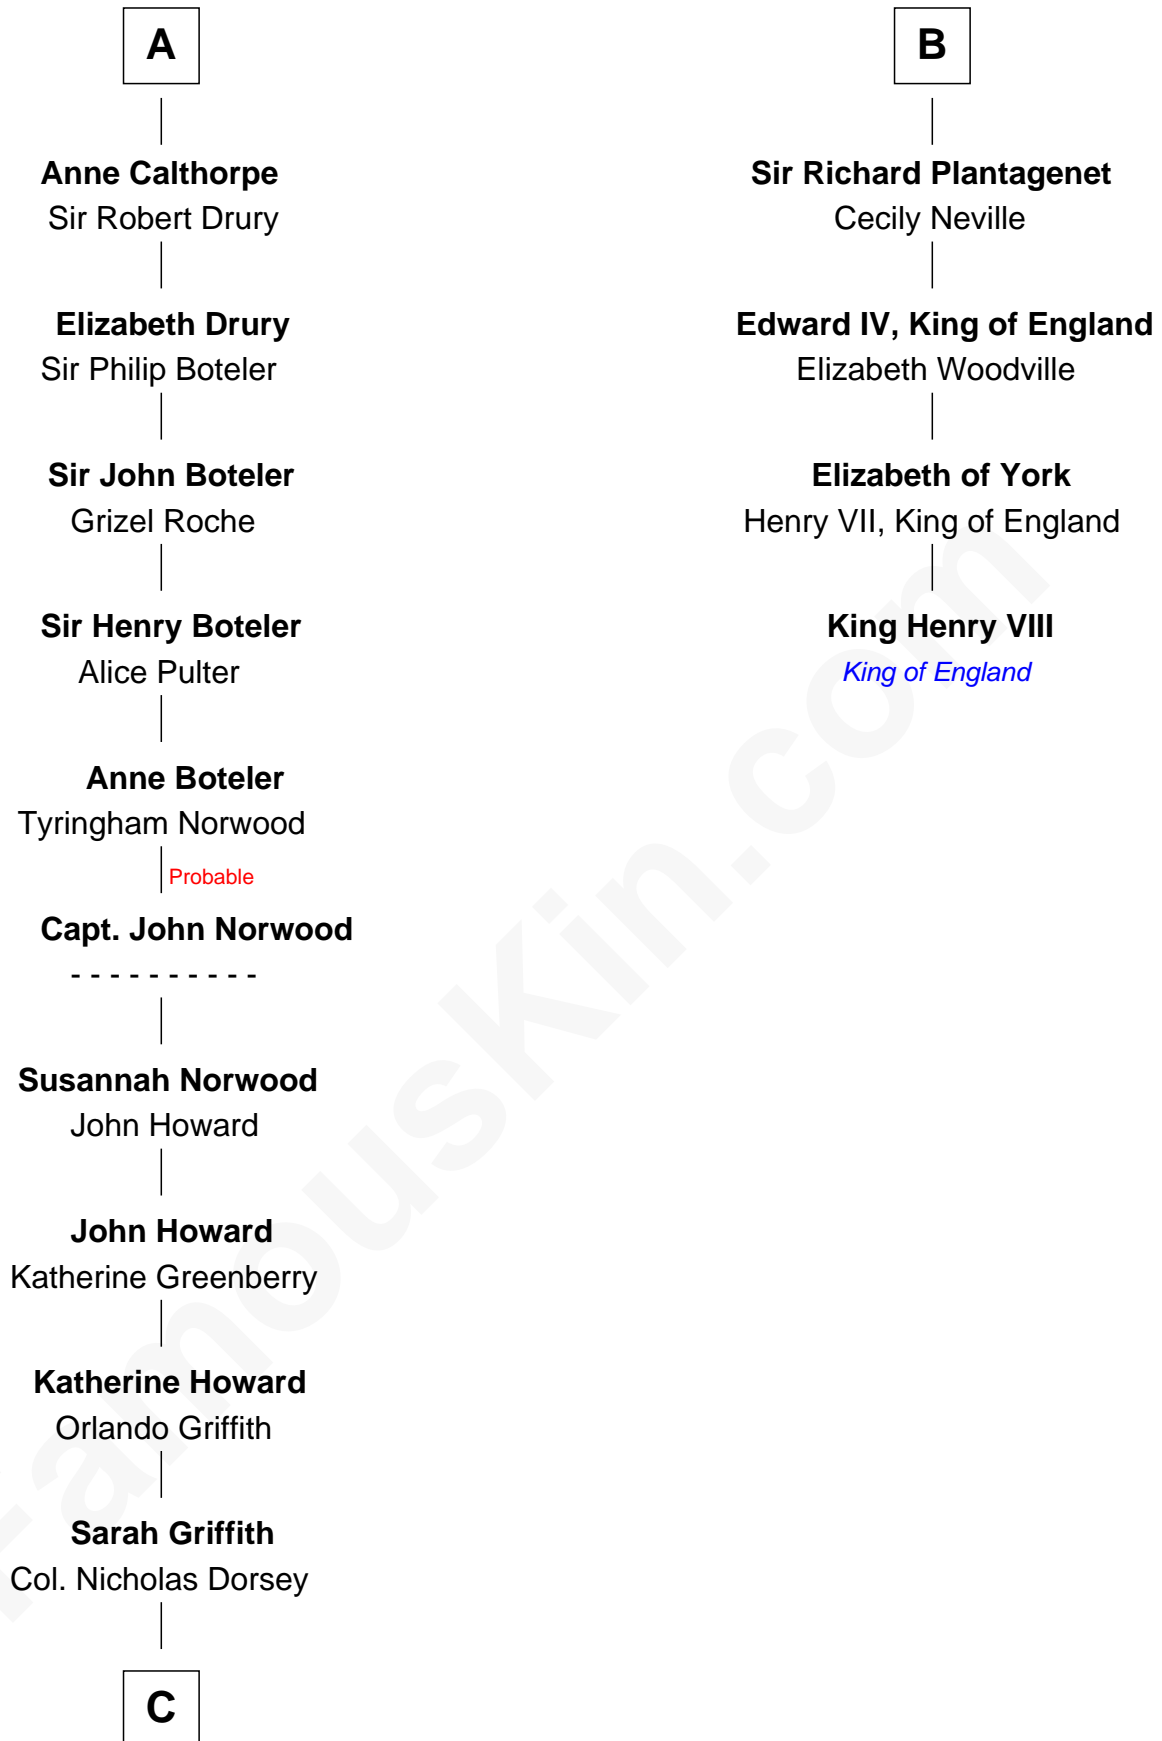 A
Anne Calthorpe
Sir Robert Drury
Elizabeth Drury
Sir Philip Boteler
Sir John Boteler
Grizel Roche
Sir Henry Boteler
Alice Pulter
Anne Boteler
Tyringham Norwood
Probable
Capt. John Norwood
- - - - - - - - - -
Susannah Norwood
John Howard
John Howard
Katherine Greenberry
Katherine Howard
Orlando Griffith
Sarah Griffith
Col. Nicholas Dorsey
C
B
Sir Richard Plantagenet
Cecily Neville
Edward IV, King of England
Elizabeth Woodville
Elizabeth of York
Henry VII, King of England
King Henry VIII
King of England
FamousKin.com